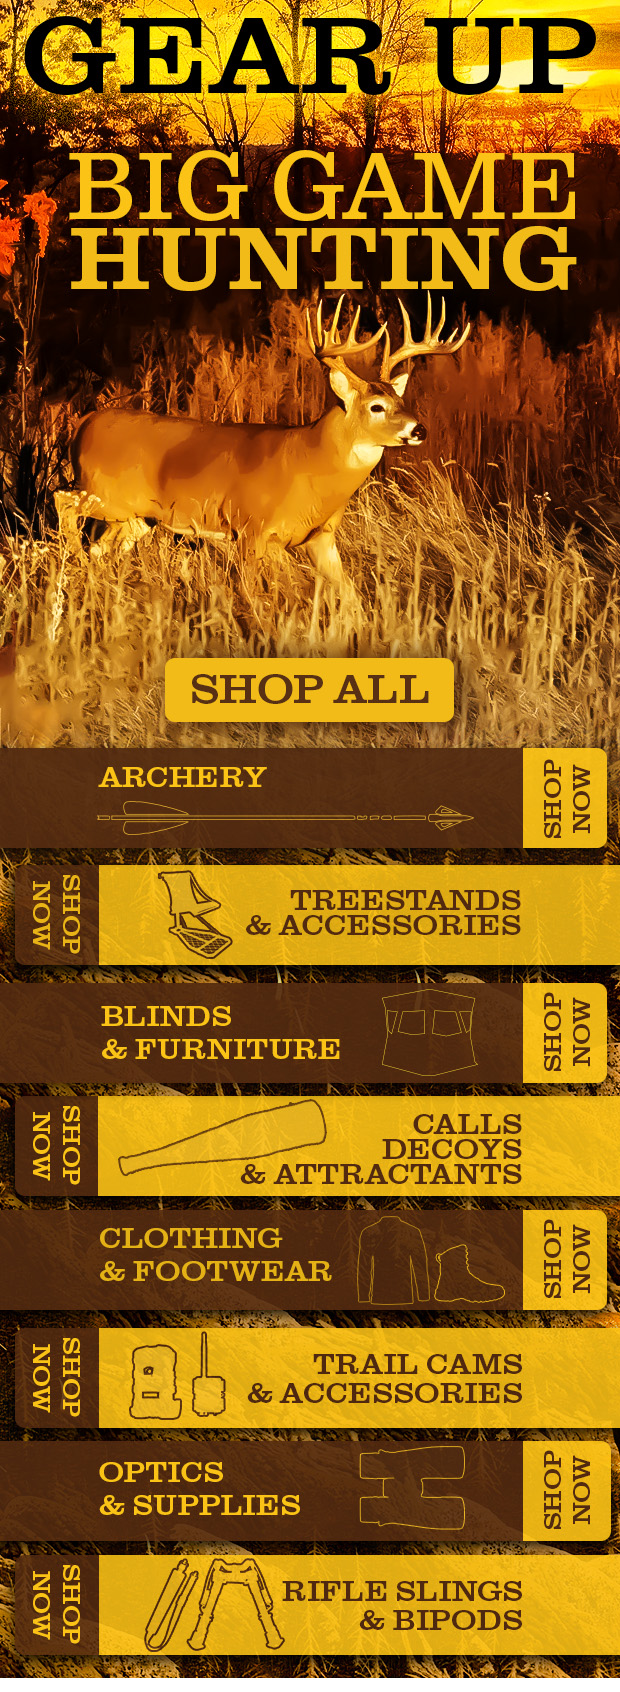 GEAR UP
BIG GAME
HUNTING
SHOP ALL
ARCHERY
SHOP
NOW
SHOP
NOW
TREESTANDS
& ACCESSORIES
BLINDS
& FURNITURE
SHOP
NOW
SHOP
NOW
CALLS
DECOYS
& ATTRACTANTS
CLOTHING
& FOOTWEAR
SHOP
NOW
SHOP
NOW
TRAIL CAMS
& ACCESSORIES
OPTICS
& SUPPLIES
SHOP
NOW
SHOP
NOW
RIFLE SLINGS
& BIPODS